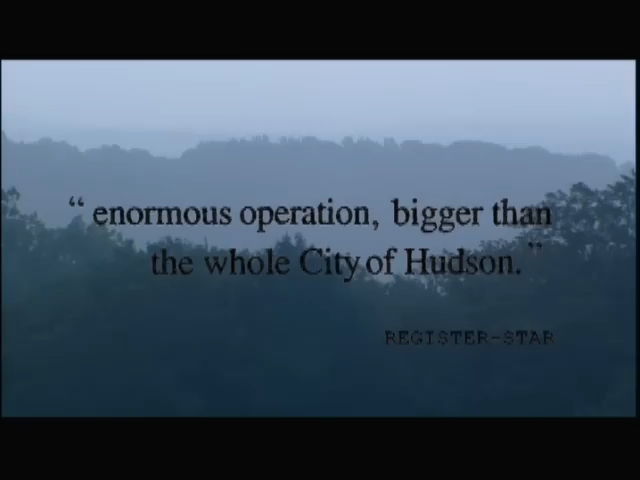 “ enormous operation, bigger than
the whole City of Hudson.”
REGISTER-STAR